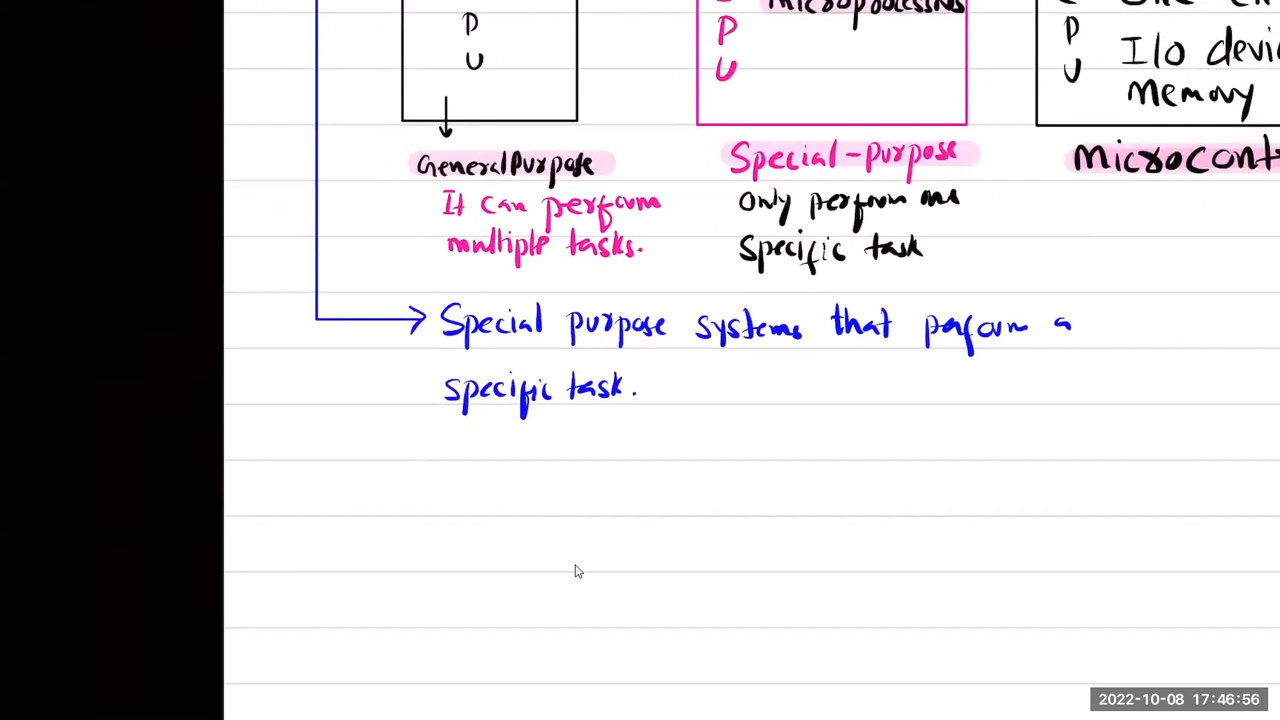 P
U
microprocessors
P
U
P
U
I/O devi
Memory
General Purpose
It can perform
multiple tasks.
Special-purpose
Only perform one
specific task
Microcont
Special purpose systems that perform a
specific task.
2022-10-08 17:46:56